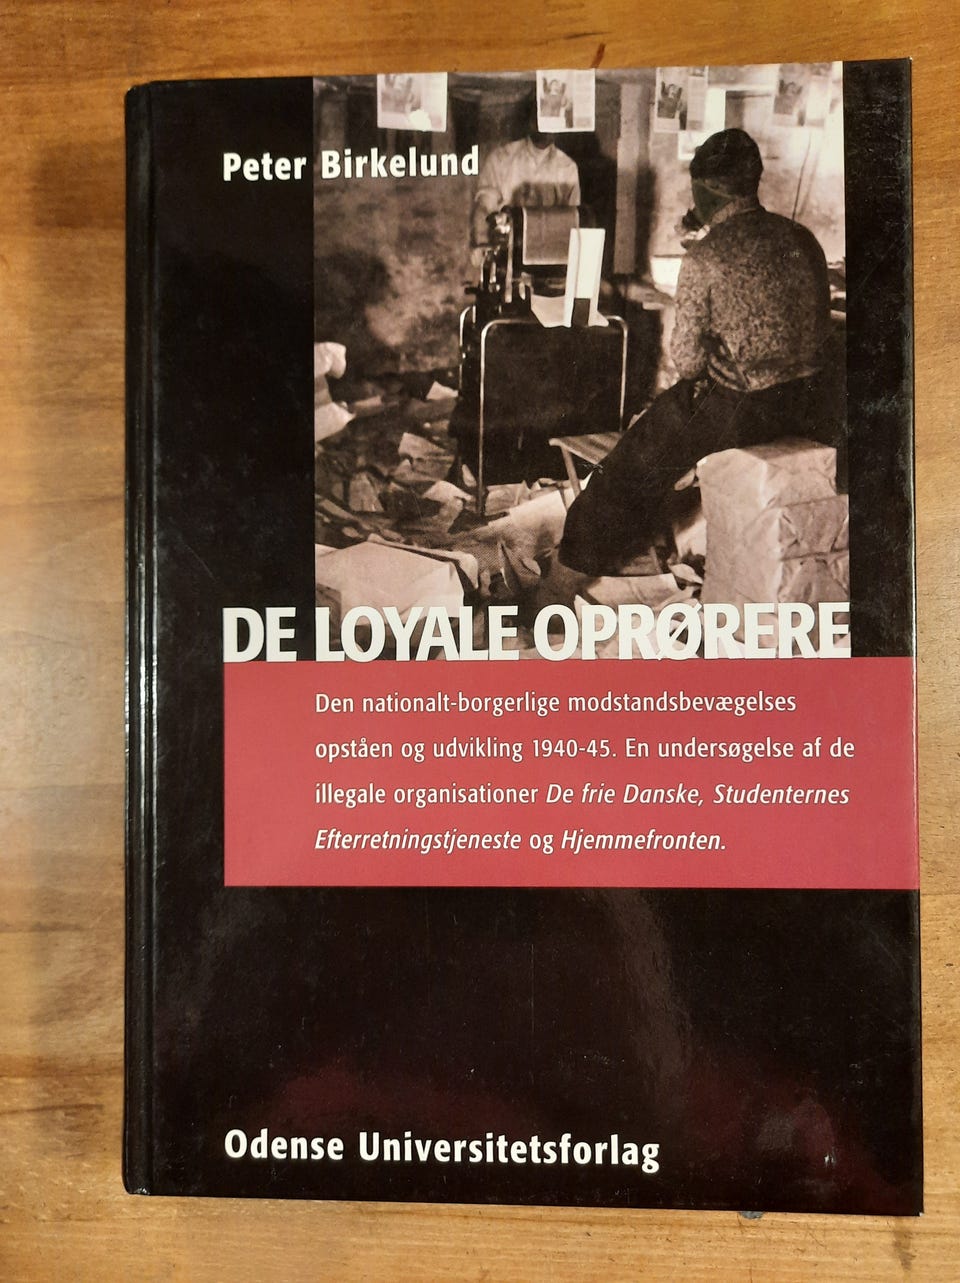 Peter Birkelund
DE LOYALE OPRØRERE
Den nationalt-borgerlige modstandsbevægelses
opståen og udvikling 1940-45. En undersøgelse af de
illegale organisationer De frie Danske, Studenternes
Efterretningstjeneste og Hjemmefronten.
Odense Universitetsforlag